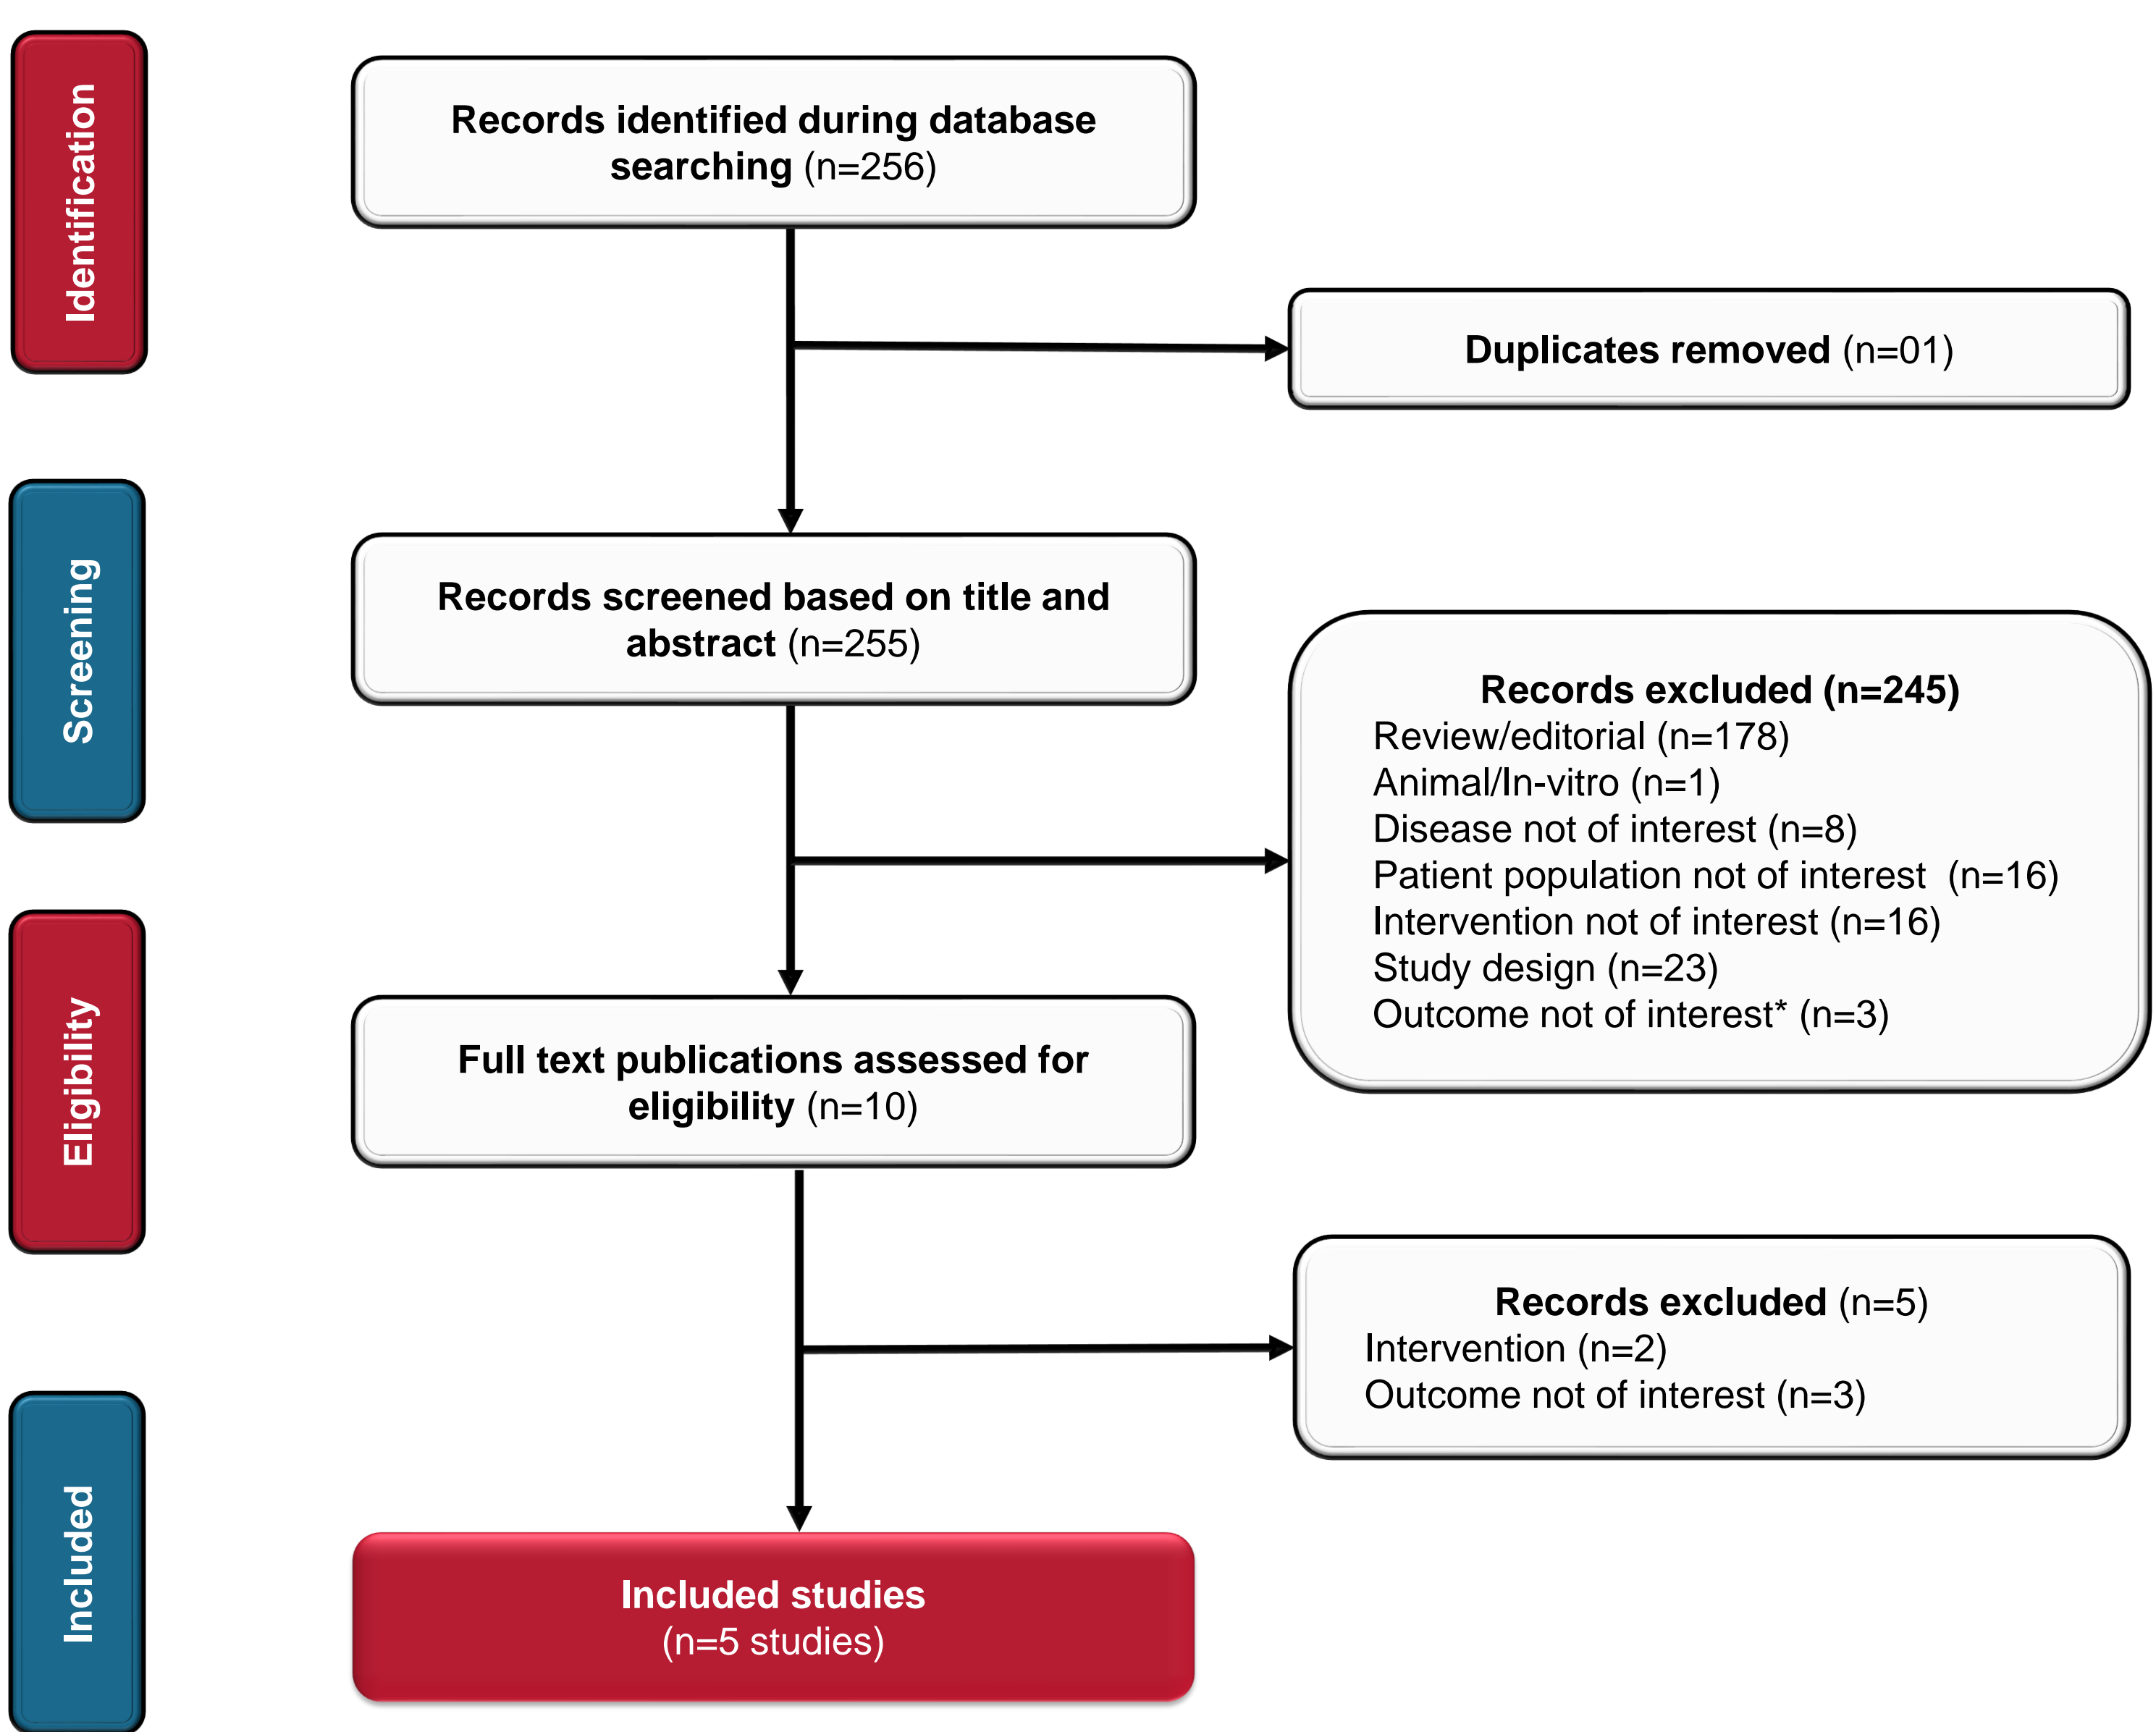 Identification
Records identified during database
searching (n=256)
Duplicates removed (n=01)
Screening
Records screened based on title and
abstract (n=255)
Records excluded (n=245)
Review/editorial (n=178)
Animal/In-vitro (n=1)
Disease not of interest (n=8)
Patient population not of interest  (n=16)
Intervention not of interest (n=16)
Study design (n=23)
Outcome not of interest* (n=3)
Eligibility
Full text publications assessed for
eligibility (n=10)
Records excluded (n=5)
Intervention (n=2)
Outcome not of interest (n=3)
Included
Included studies
(n=5 studies)